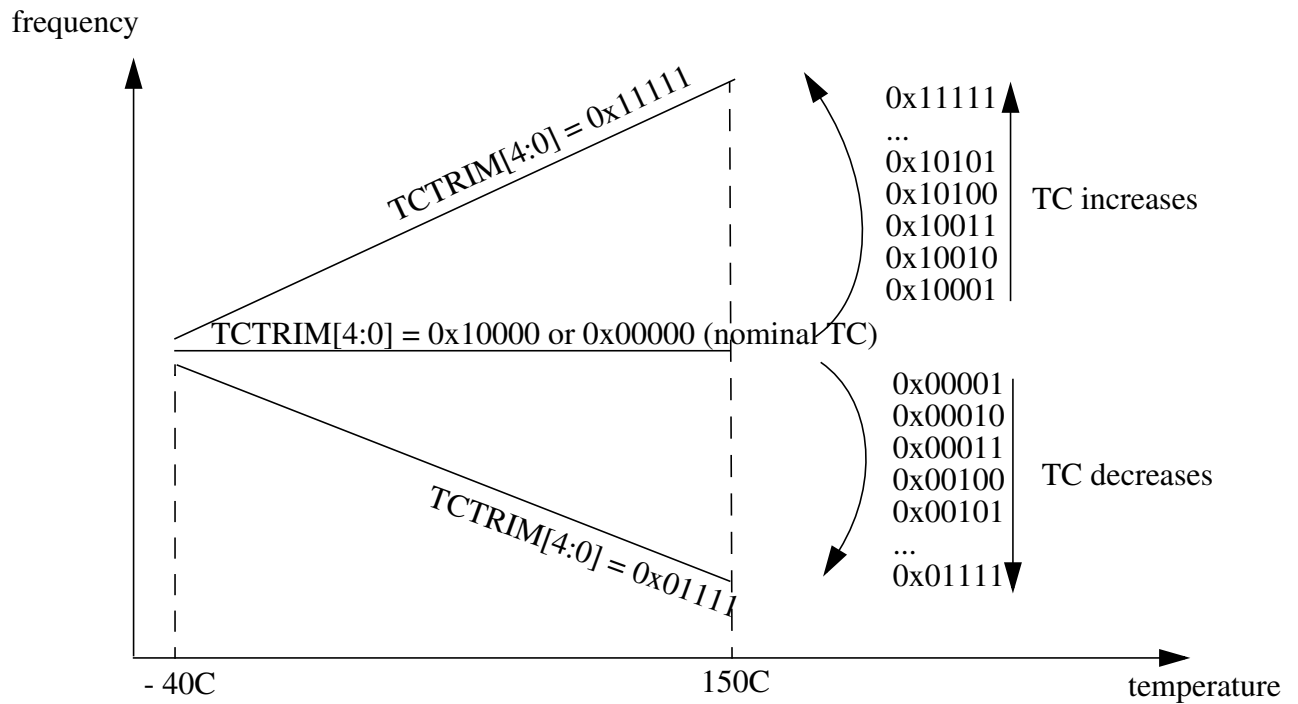 frequency
TCTRIM[4:0] = 0x11111
0x11111
...
0x10101
0x10100
0x10011
0x10010
0x10001
TC increases
TCTRIM[4:0] = 0x10000 or 0x00000 (nominal TC)
0x00001
0x00010
0x00011
0x00100
0x00101
...
0x01111
TC decreases
TCTRIM[4:0] = 0x01111
- 40C
150C
temperature